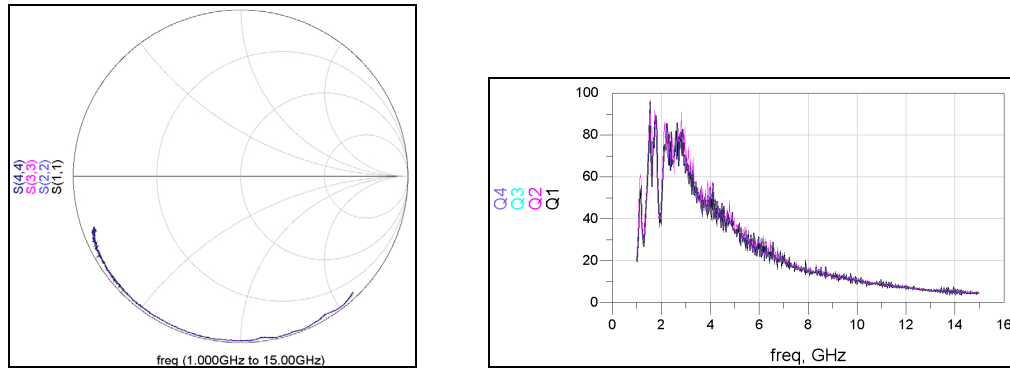 S(4,4)
S(3,3)
S(2,2)
S(1,1)
freq (1.000GHz to 15.00GHz)
Q4
Q3
Q2
Q1
100
80
60
40
20
0
0 2 4 6 8 10 12 14 16
freq, GHz